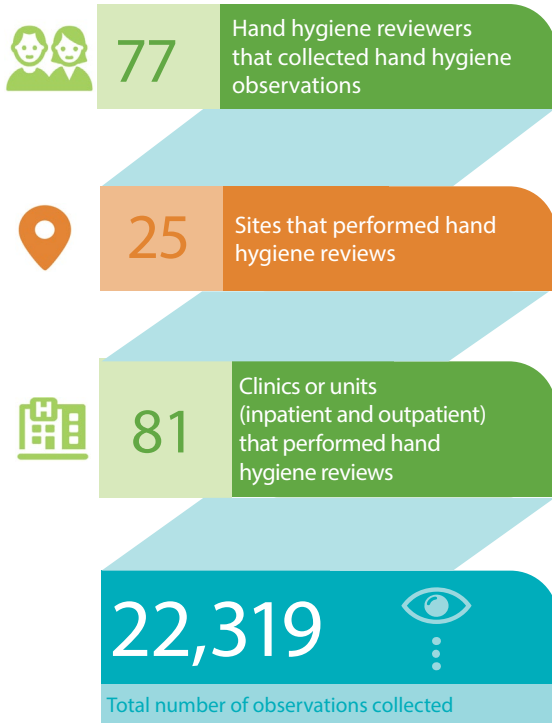 77
Hand hygiene reviewers
that collected hand hygiene
observations
25
Sites that performed hand
hygiene reviews
H
81
Clinics or units
(inpatient and outpatient)
that performed hand
hygiene reviews
22,319
Total number of observations collected